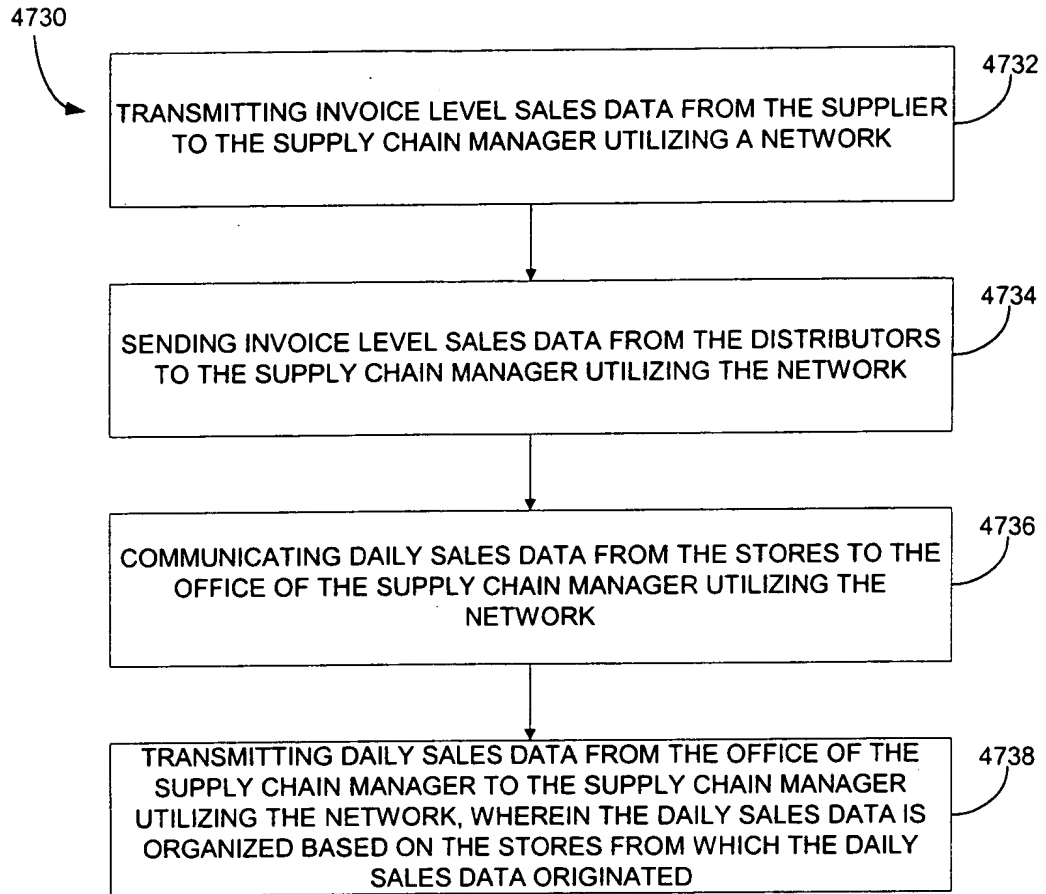 4730
4732
TRANSMITTING INVOICE LEVEL SALES DATA FROM THE SUPPLIER
TO THE SUPPLY CHAIN MANAGER UTILIZING A NETWORK
4734
SENDING INVOICE LEVEL SALES DATA FROM THE DISTRIBUTORS
TO THE SUPPLY CHAIN MANAGER UTILIZING THE NETWORK
4736
COMMUNICATING DAILY SALES DATA FROM THE STORES TO THE
OFFICE OF THE SUPPLY CHAIN MANAGER UTILIZING THE
NETWORK
4738
TRANSMITTING DAILY SALES DATA FROM THE OFFICE OF THE
SUPPLY CHAIN MANAGER TO THE SUPPLY CHAIN MANAGER
UTILIZING THE NETWORK, WHEREIN THE DAILY SALES DATA IS
ORGANIZED BASED ON THE STORES FROM WHICH THE DAILY
SALES DATA ORIGINATED